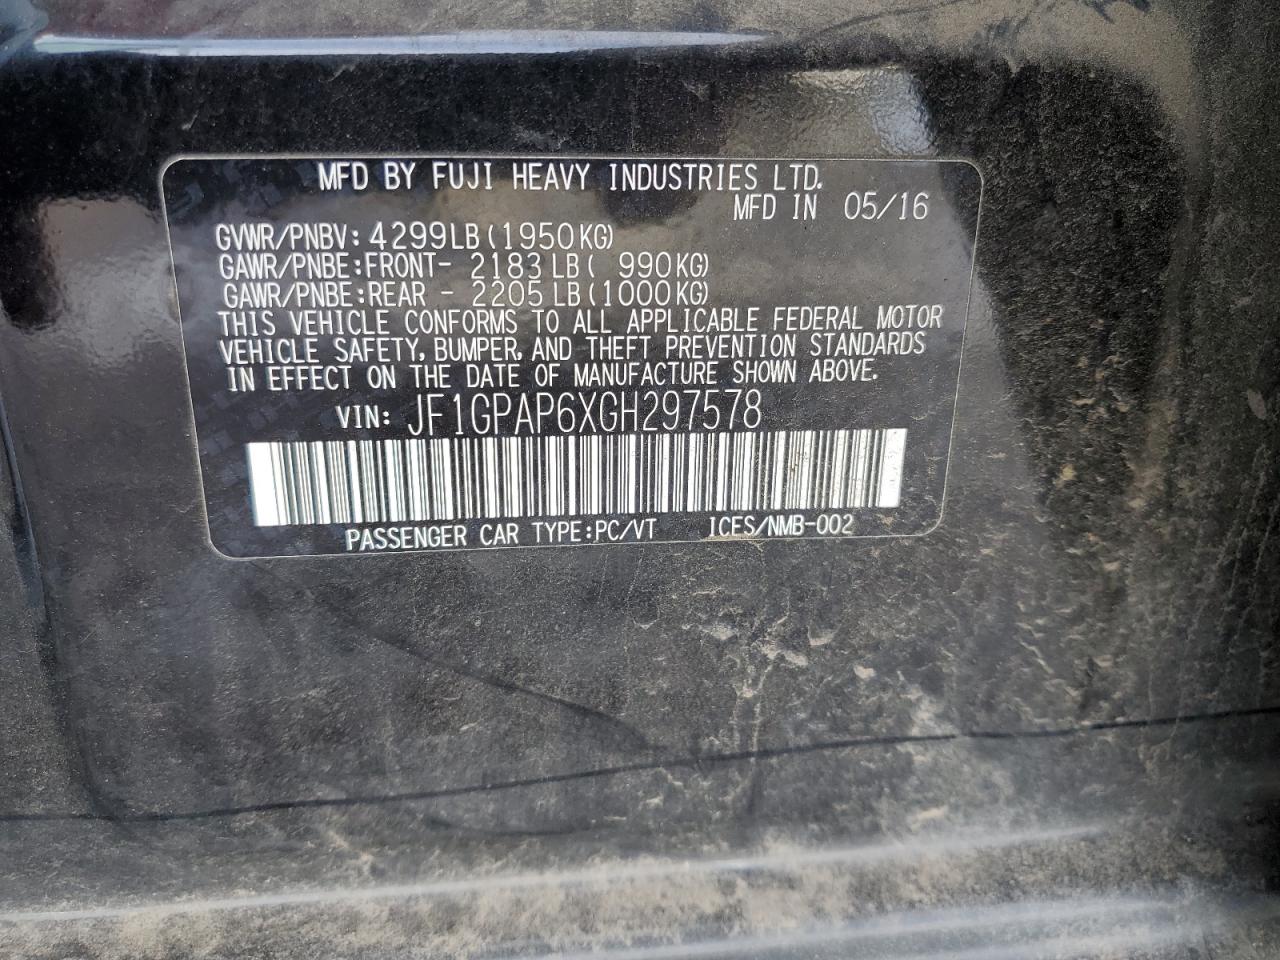 MFD BY FUJI HEAVY INDUSTRIES LTD.
MFD IN 05/16
GVWR/PNBV: 4299LB (1950KG)
GAWR/PNBE:FRONT- 2183LB( 990KG)
GAWR/PNBE:REAR - 2205LB(1000KG)
THIS VEHICLE CONFORMS TO ALL APPLICABLE FEDERAL MOTOR
VEHICLE SAFETY, BUMPER, AND THEFT PREVENTION STANDARDS
IN EFFECT ON THE DATE OF MANUFACTURE SHOWN ABOVE.
VIN: JF1GPAP6XGH297578
PASSENGER CAR TYPE:PC/VT ICES/NMB-002